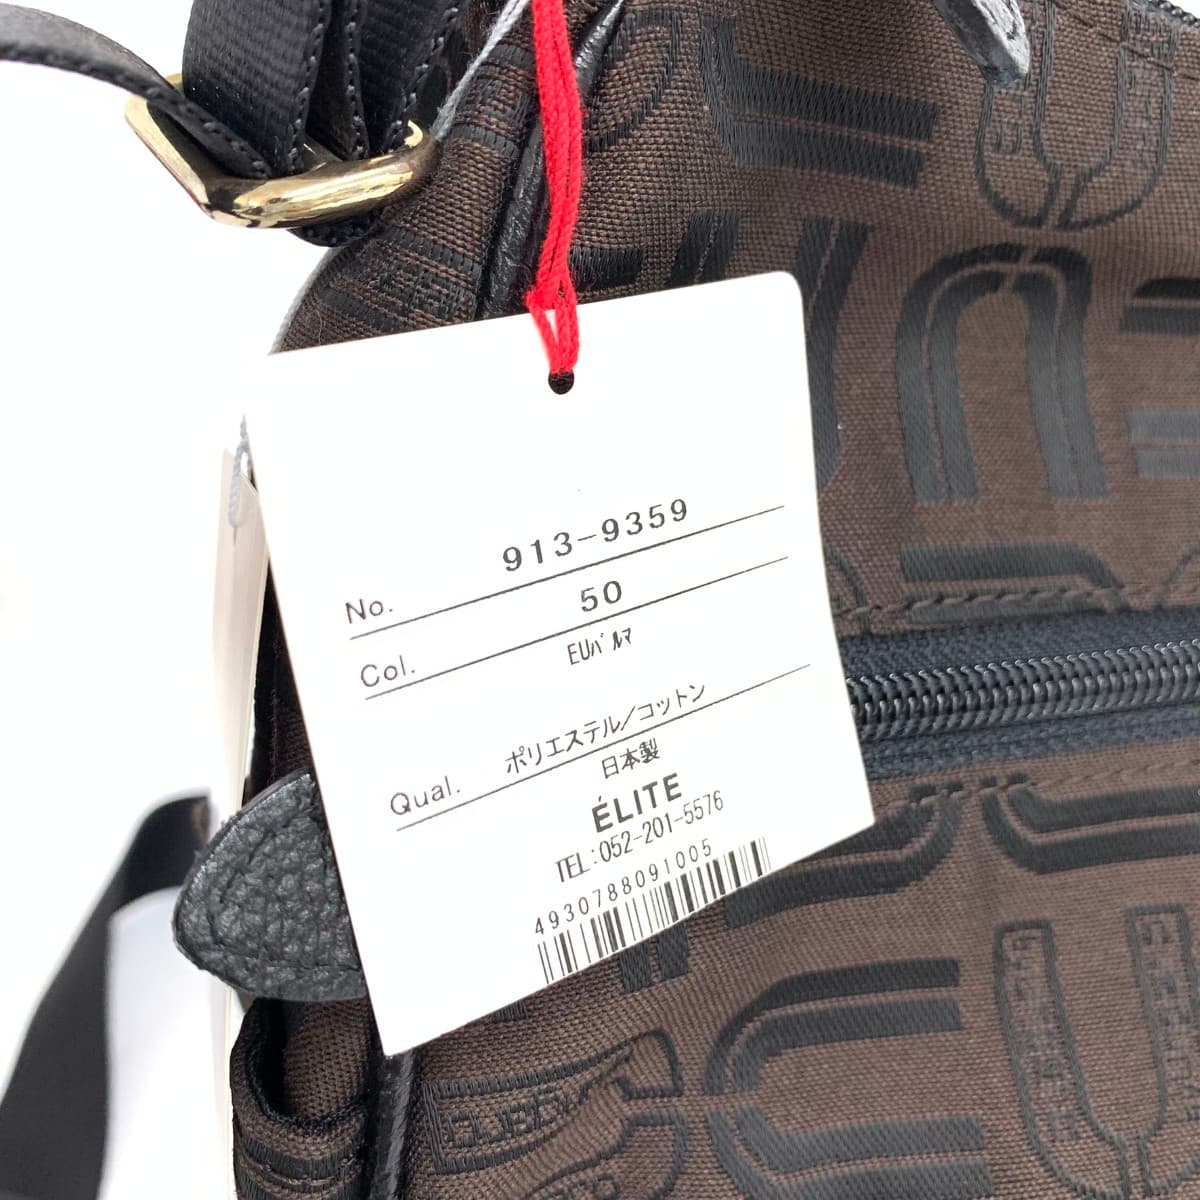 No. 913-9359
Col. 50
EUﾊﾞﾙﾏ
Qual. ポリエステル/コットン
日本製
ÉLITE
TEL:052-201-5576
4930788091005